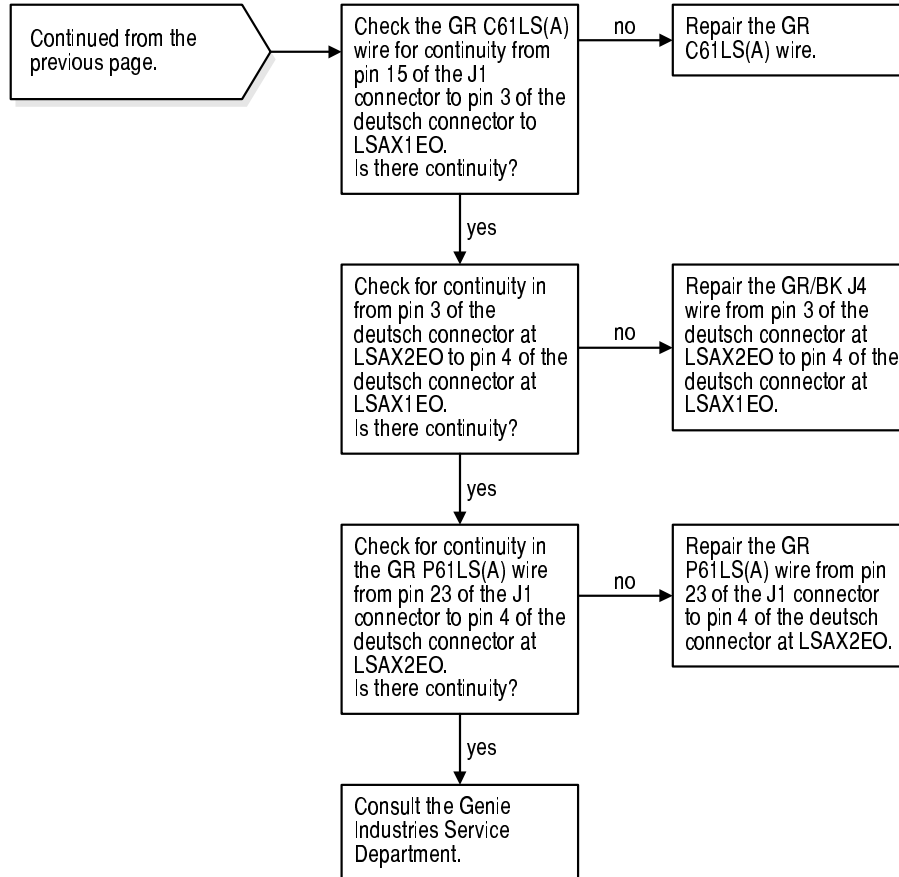 Continued from the
previous page.
Check the GR C61LS(A)
wire for continuity from
pin 15 of the J1
connector to pin 3 of the
deutsch connector to
LSAX1EO.
Is there continuity?
no
Repair the GR
C61LS(A) wire.
yes
Check for continuity in
from pin 3 of the
deutsch connector at
LSAX2EO to pin 4 of the
deutsch connector at
LSAX1EO.
Is there continuity?
no
Repair the GR/BK J4
wire from pin 3 of the
deutsch connector at
LSAX2EO to pin 4 of the
deutsch connector at
LSAX1EO.
yes
Check for continuity in
the GR P61LS(A) wire
from pin 23 of the J1
connector to pin 4 of the
deutsch connector at
LSAX2EO.
Is there continuity?
no
Repair the GR
P61LS(A) wire from pin
23 of the J1 connector
to pin 4 of the deutsch
connector at LSAX2EO.
yes
Consult the Genie
Industries Service
Department.